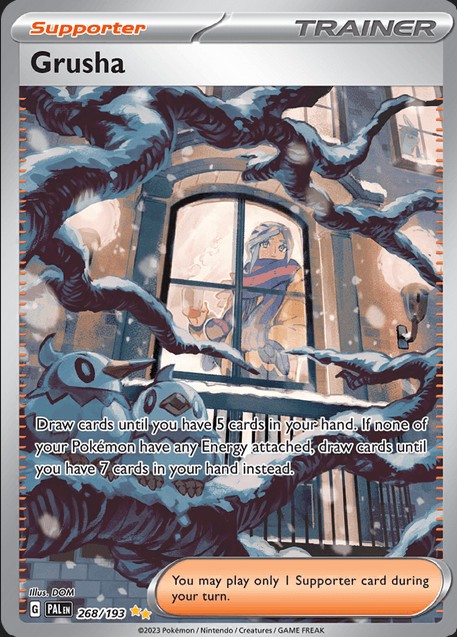 Supporter
TRAINER
Grusha
Draw cards until you have 5 cards in your hand. If none of
your Pokémon have any Energy attached, draw cards until
you have 7 cards in your hand instead.
You may play only 1 Supporter card during
your turn.
Illus. DOM
G PAL EN 268/193
©2023 Pokémon / Nintendo / Creatures / GAME FREAK